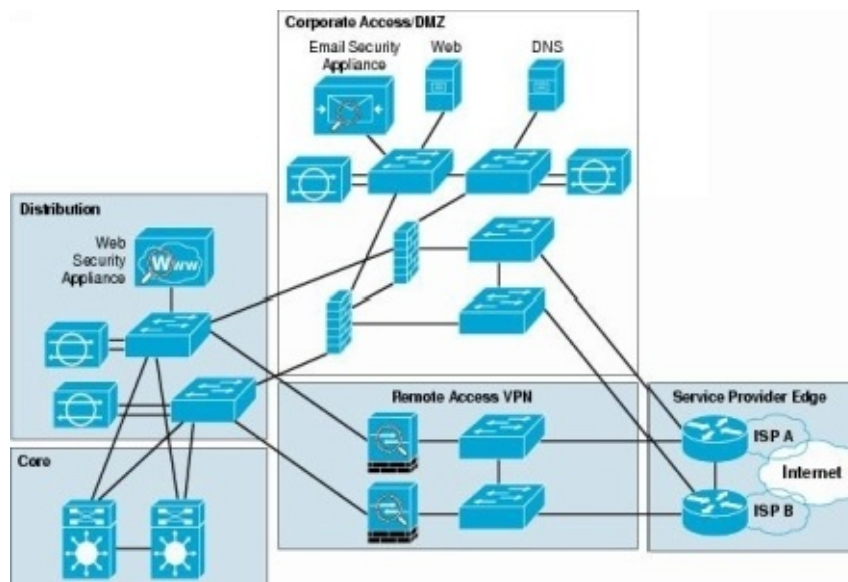 Corporate Access/DMZ
Email Security
Appliance
Web
DNS
Distribution
Web
Security
Appliance
Www
Remote Access VPN
Service Provider Edge
ISP A
Internet
ISP B
Core